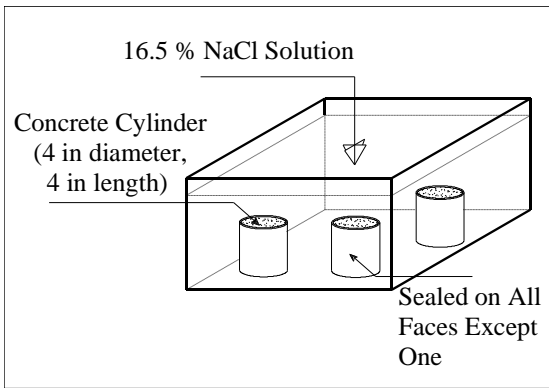 16.5 % NaCl Solution
Concrete Cylinder
(4 in diameter,
4 in length)
Sealed on All
Faces Except
One